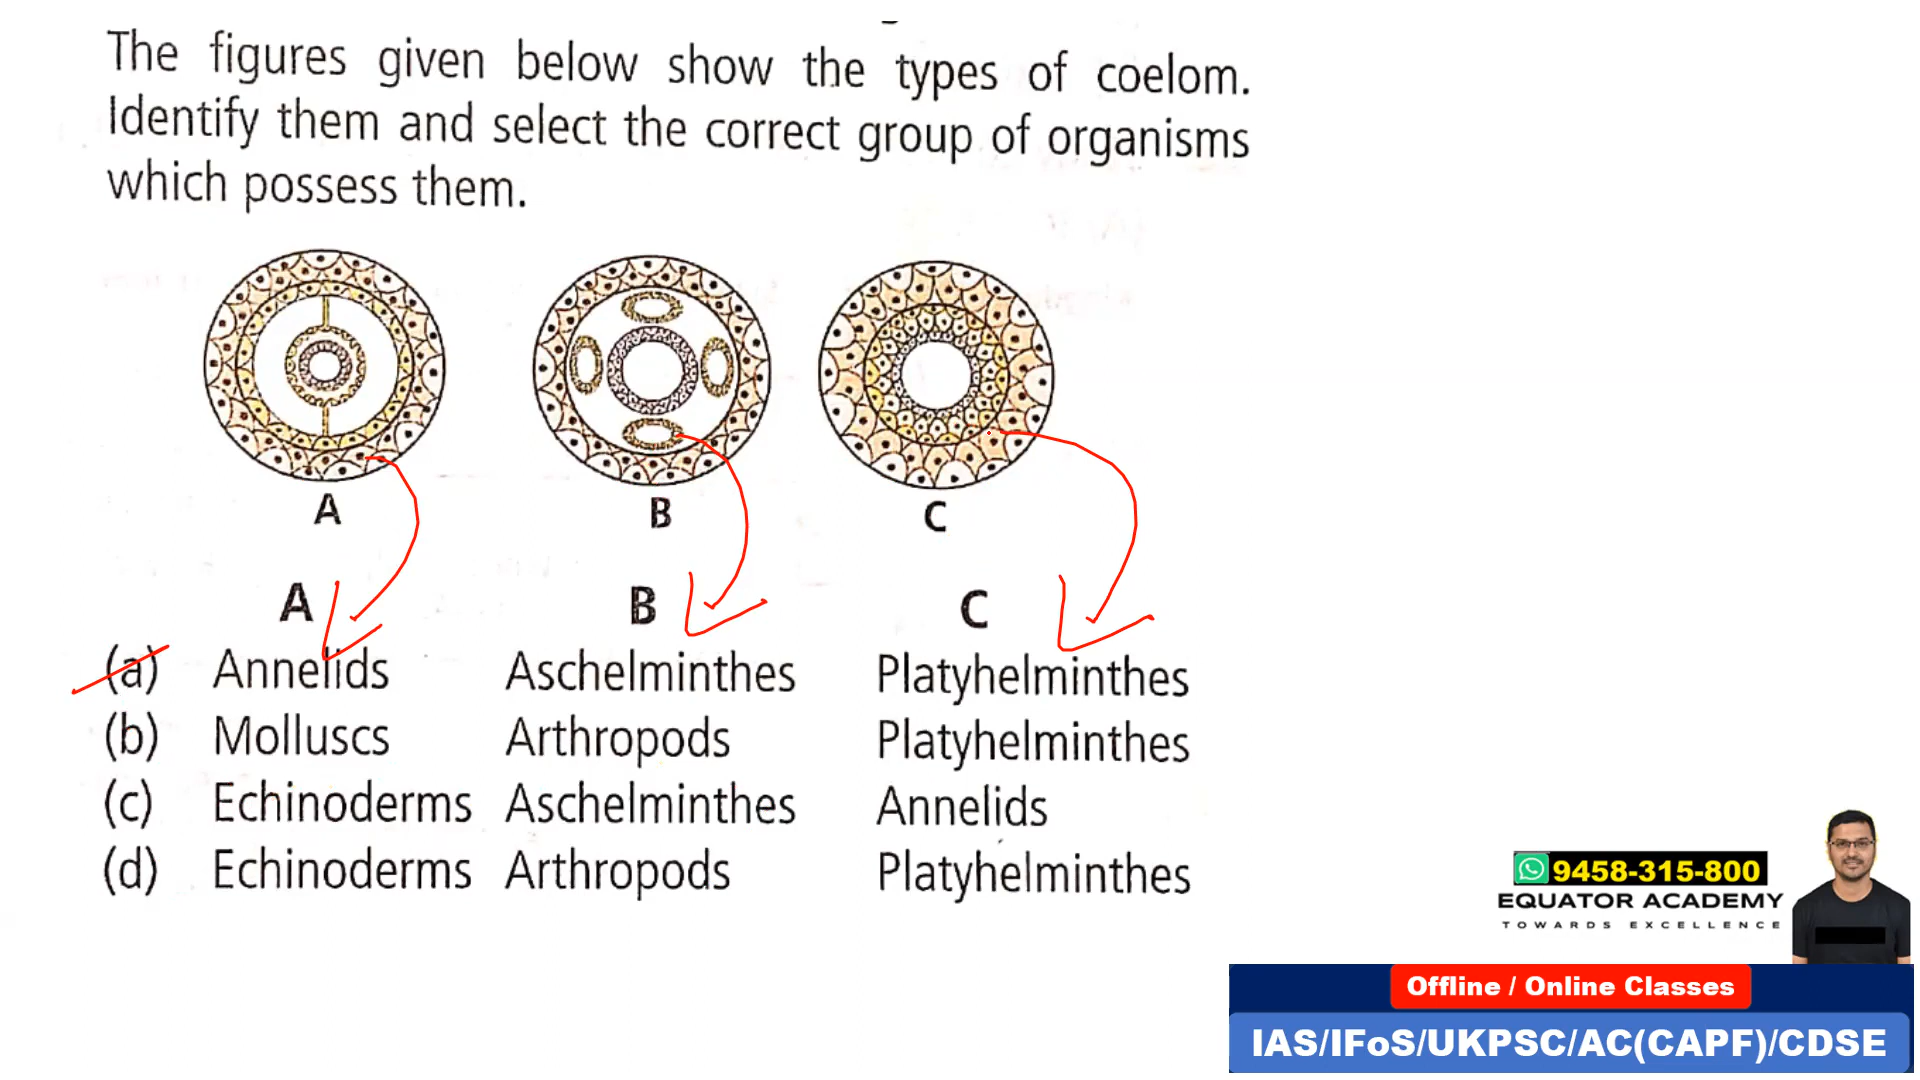 The figures given below show the types of coelom.
Identify them and select the correct group of organisms
which possess them.
A B C
A B C
(a) Annelids Aschelminthes Platyhelminthes
(b) Molluscs Arthropods Platyhelminthes
(c) Echinoderms Aschelminthes Annelids
(d) Echinoderms Arthropods Platyhelminthes
9458-315-800
EQUATOR ACADEMY
TOWARDS EXCELLENCE
Offline / Online Classes
IAS/IFoS/UKPSC/AC(CAPF)/CDSE